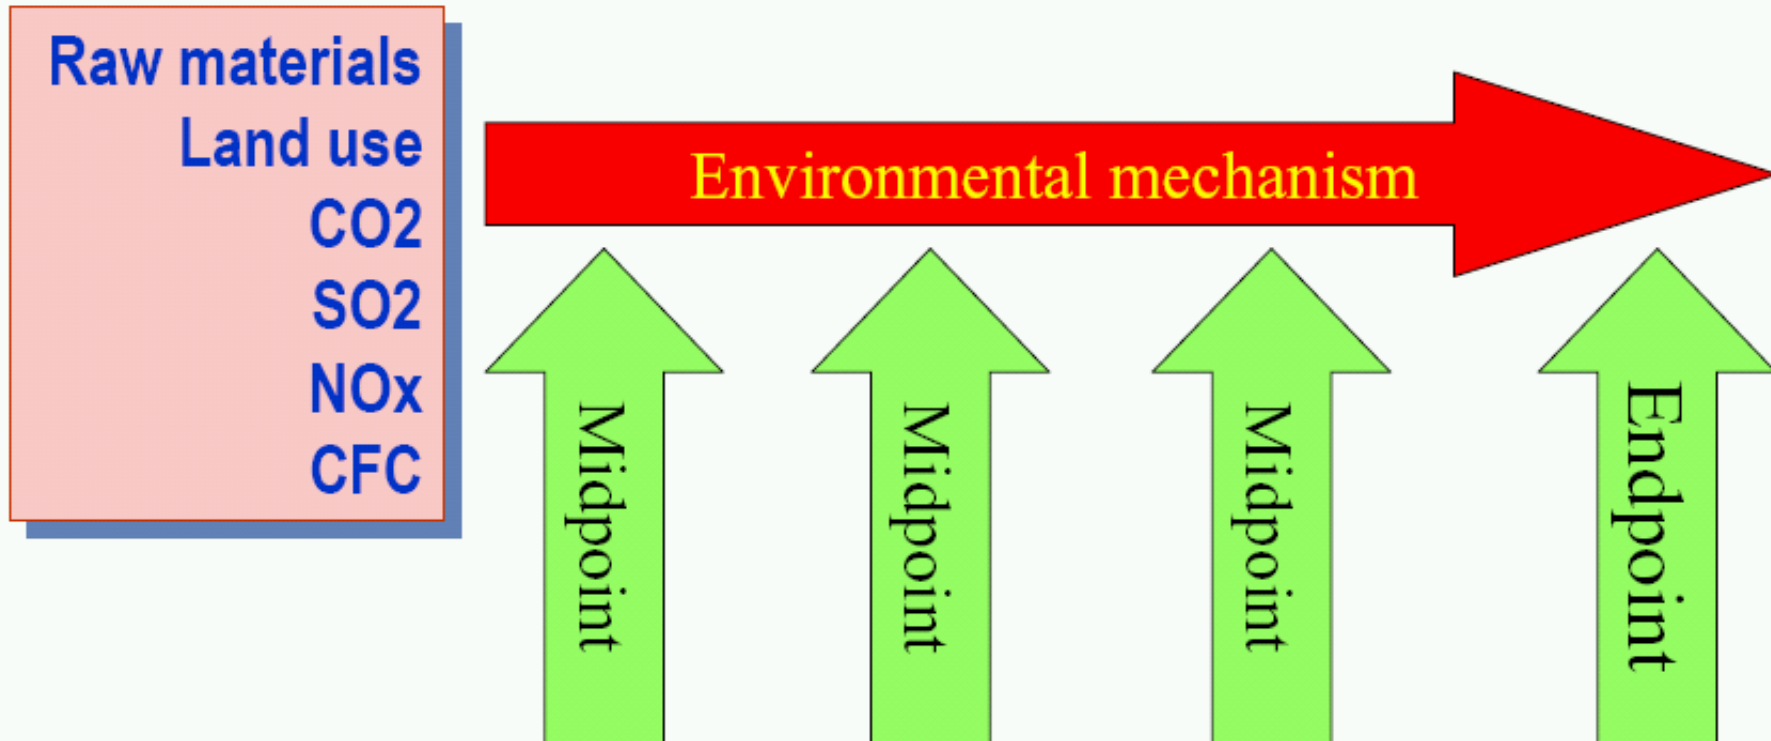 Raw materials
Land use
CO2
SO2
NOx
CFC
Environmental mechanism
Midpoint
Midpoint
Midpoint
Endpoint